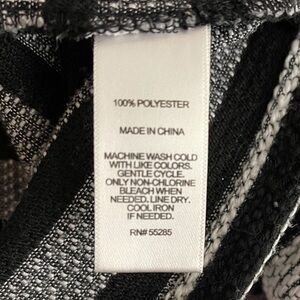 100% POLYESTER
MADE IN CHINA
MACHINE WASH COLD
WITH LIKE COLORS.
GENTLE CYCLE.
ONLY NON-CHLORINE
BLEACH WHEN
NEEDED. LINE DRY.
COOL IRON
IF NEEDED.
RN# 55285